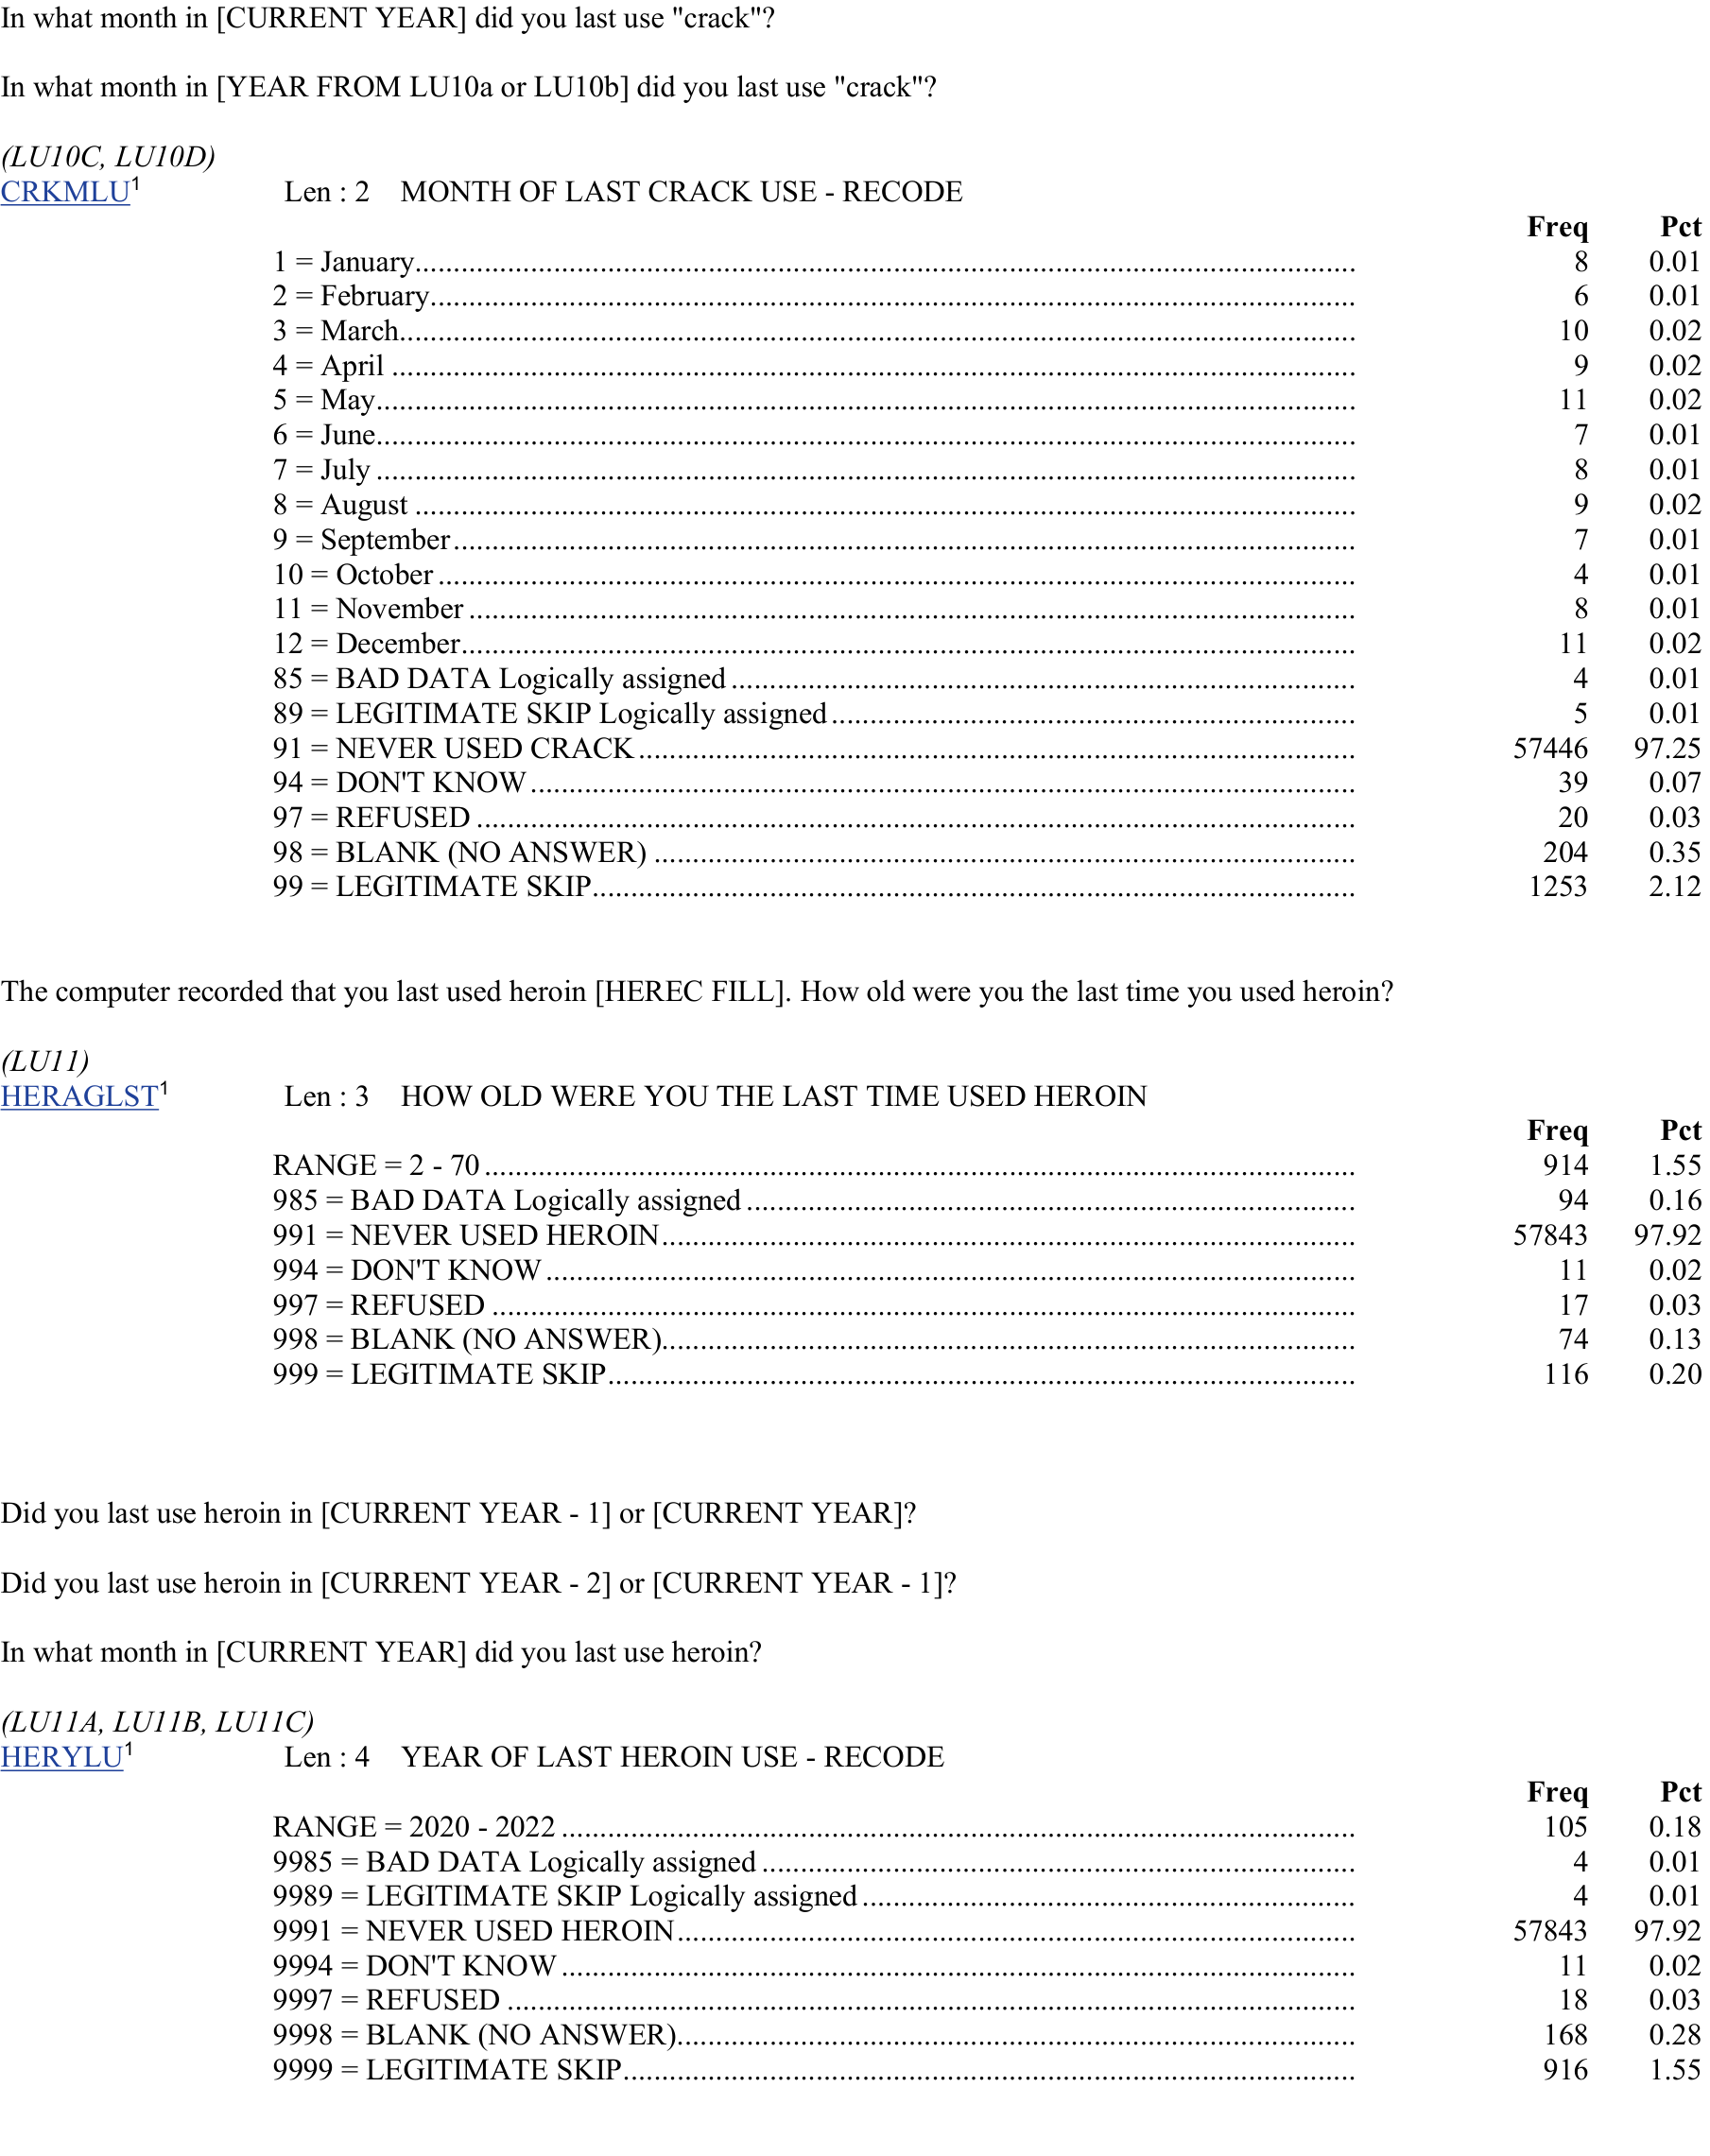 In what month in [CURRENT YEAR] did you last use "crack"?
In what month in [YEAR FROM LU10a or LU10b] did you last use "crack"?
(LU10C, LU10D)
CRKMLU1 Len : 2 MONTH OF LAST CRACK USE - RECODE
Freq Pct
1 = January 8 0.01
2 = February 6 0.01
3 = March 10 0.02
4 = April 9 0.02
5 = May 11 0.02
6 = June 7 0.01
7 = July 8 0.01
8 = August 9 0.02
9 = September 7 0.01
10 = October 4 0.01
11 = November 8 0.01
12 = December 11 0.02
85 = BAD DATA Logically assigned 4 0.01
89 = LEGITIMATE SKIP Logically assigned 5 0.01
91 = NEVER USED CRACK 57446 97.25
94 = DON'T KNOW 39 0.07
97 = REFUSED 20 0.03
98 = BLANK (NO ANSWER) 204 0.35
99 = LEGITIMATE SKIP 1253 2.12
The computer recorded that you last used heroin [HEREC FILL]. How old were you the last time you used heroin?
(LU11)
HERAGLST1 Len : 3 HOW OLD WERE YOU THE LAST TIME USED HEROIN
Freq Pct
RANGE = 2 - 70 914 1.55
985 = BAD DATA Logically assigned 94 0.16
991 = NEVER USED HEROIN 57843 97.92
994 = DON'T KNOW 11 0.02
997 = REFUSED 17 0.03
998 = BLANK (NO ANSWER) 74 0.13
999 = LEGITIMATE SKIP 116 0.20
Did you last use heroin in [CURRENT YEAR - 1] or [CURRENT YEAR]?
Did you last use heroin in [CURRENT YEAR - 2] or [CURRENT YEAR - 1]?
In what month in [CURRENT YEAR] did you last use heroin?
(LU11A, LU11B, LU11C)
HERYLU1 Len : 4 YEAR OF LAST HEROIN USE - RECODE
Freq Pct
RANGE = 2020 - 2022 105 0.18
9985 = BAD DATA Logically assigned 4 0.01
9989 = LEGITIMATE SKIP Logically assigned 4 0.01
9991 = NEVER USED HEROIN 57843 97.92
9994 = DON'T KNOW 11 0.02
9997 = REFUSED 18 0.03
9998 = BLANK (NO ANSWER) 168 0.28
9999 = LEGITIMATE SKIP 916 1.55